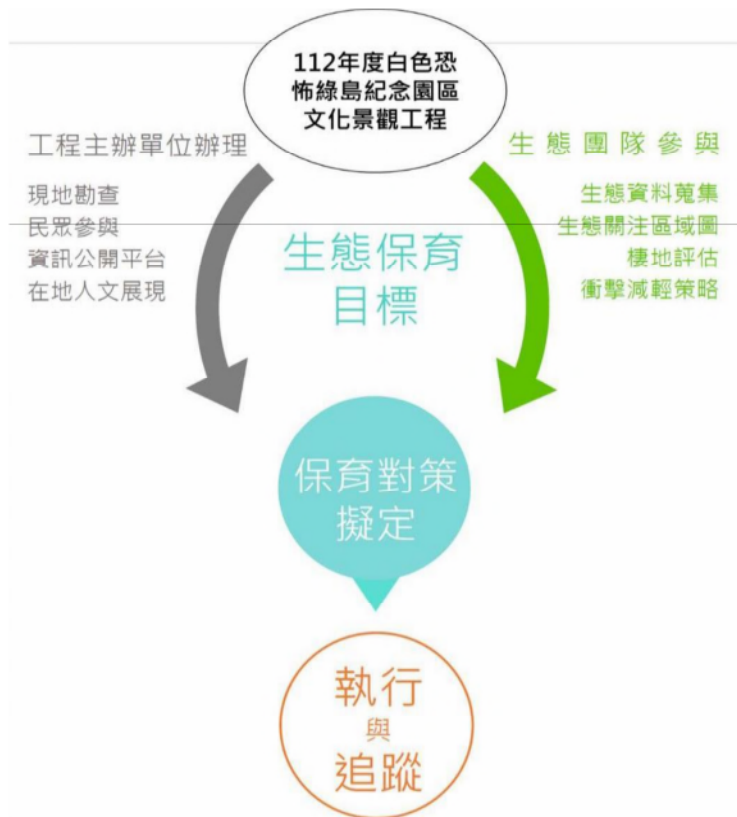 112年度白色恐
怖綠島紀念園區
文化景觀工程
工程主辦單位辦理
現地勘查
民眾參與
資訊公開平台
在地人文展現
生態團隊參與
生態資料蒐集
生態關注區域圖
棲地評估
衝擊減輕策略
生態保育
目標
保育對策
擬定
執行
與
追蹤